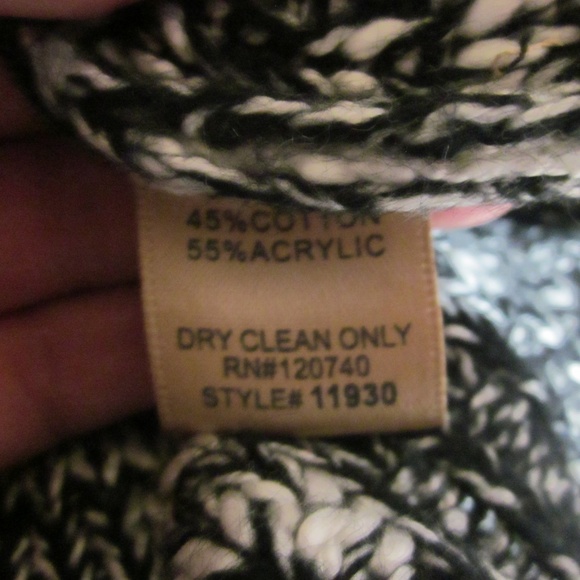 45%COTTON
55%ACRYLIC
DRY CLEAN ONLY
RN#120740
STYLE# 11930